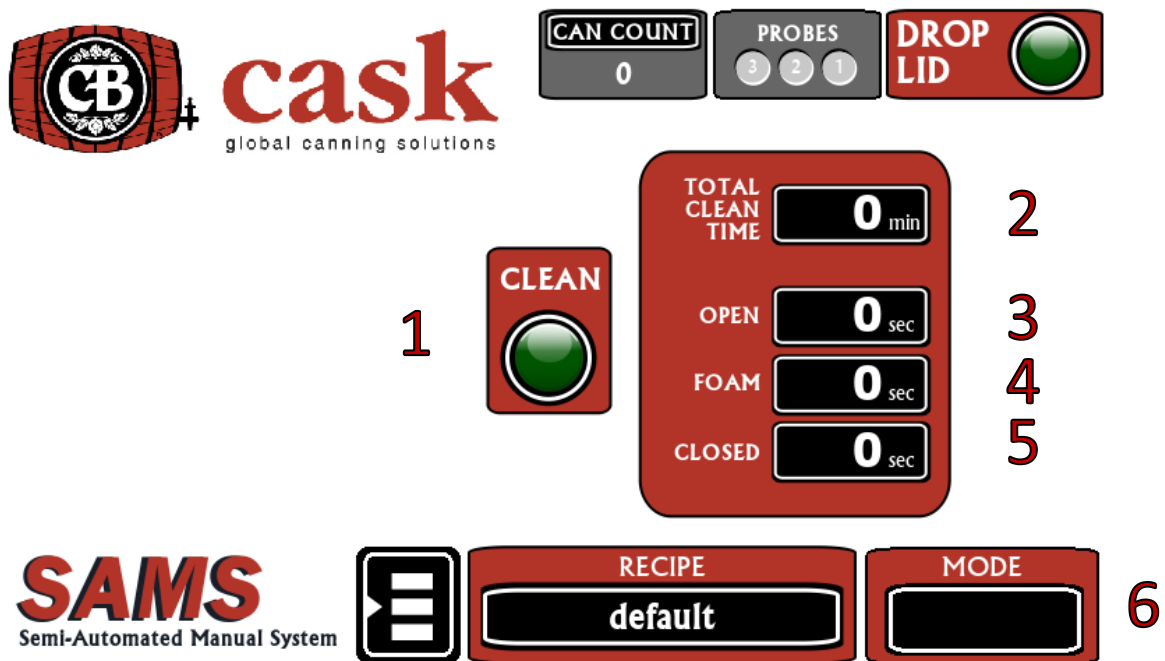 CB
cask
global canning solutions
CAN COUNT
0
PROBES
3 2 1
DROP
LID
TOTAL
CLEAN
TIME
0 min
2
CLEAN
1
OPEN
0 sec
3
FOAM
0 sec
4
CLOSED
0 sec
5
SAMS
Semi-Automated Manual System
RECIPE
default
MODE
6